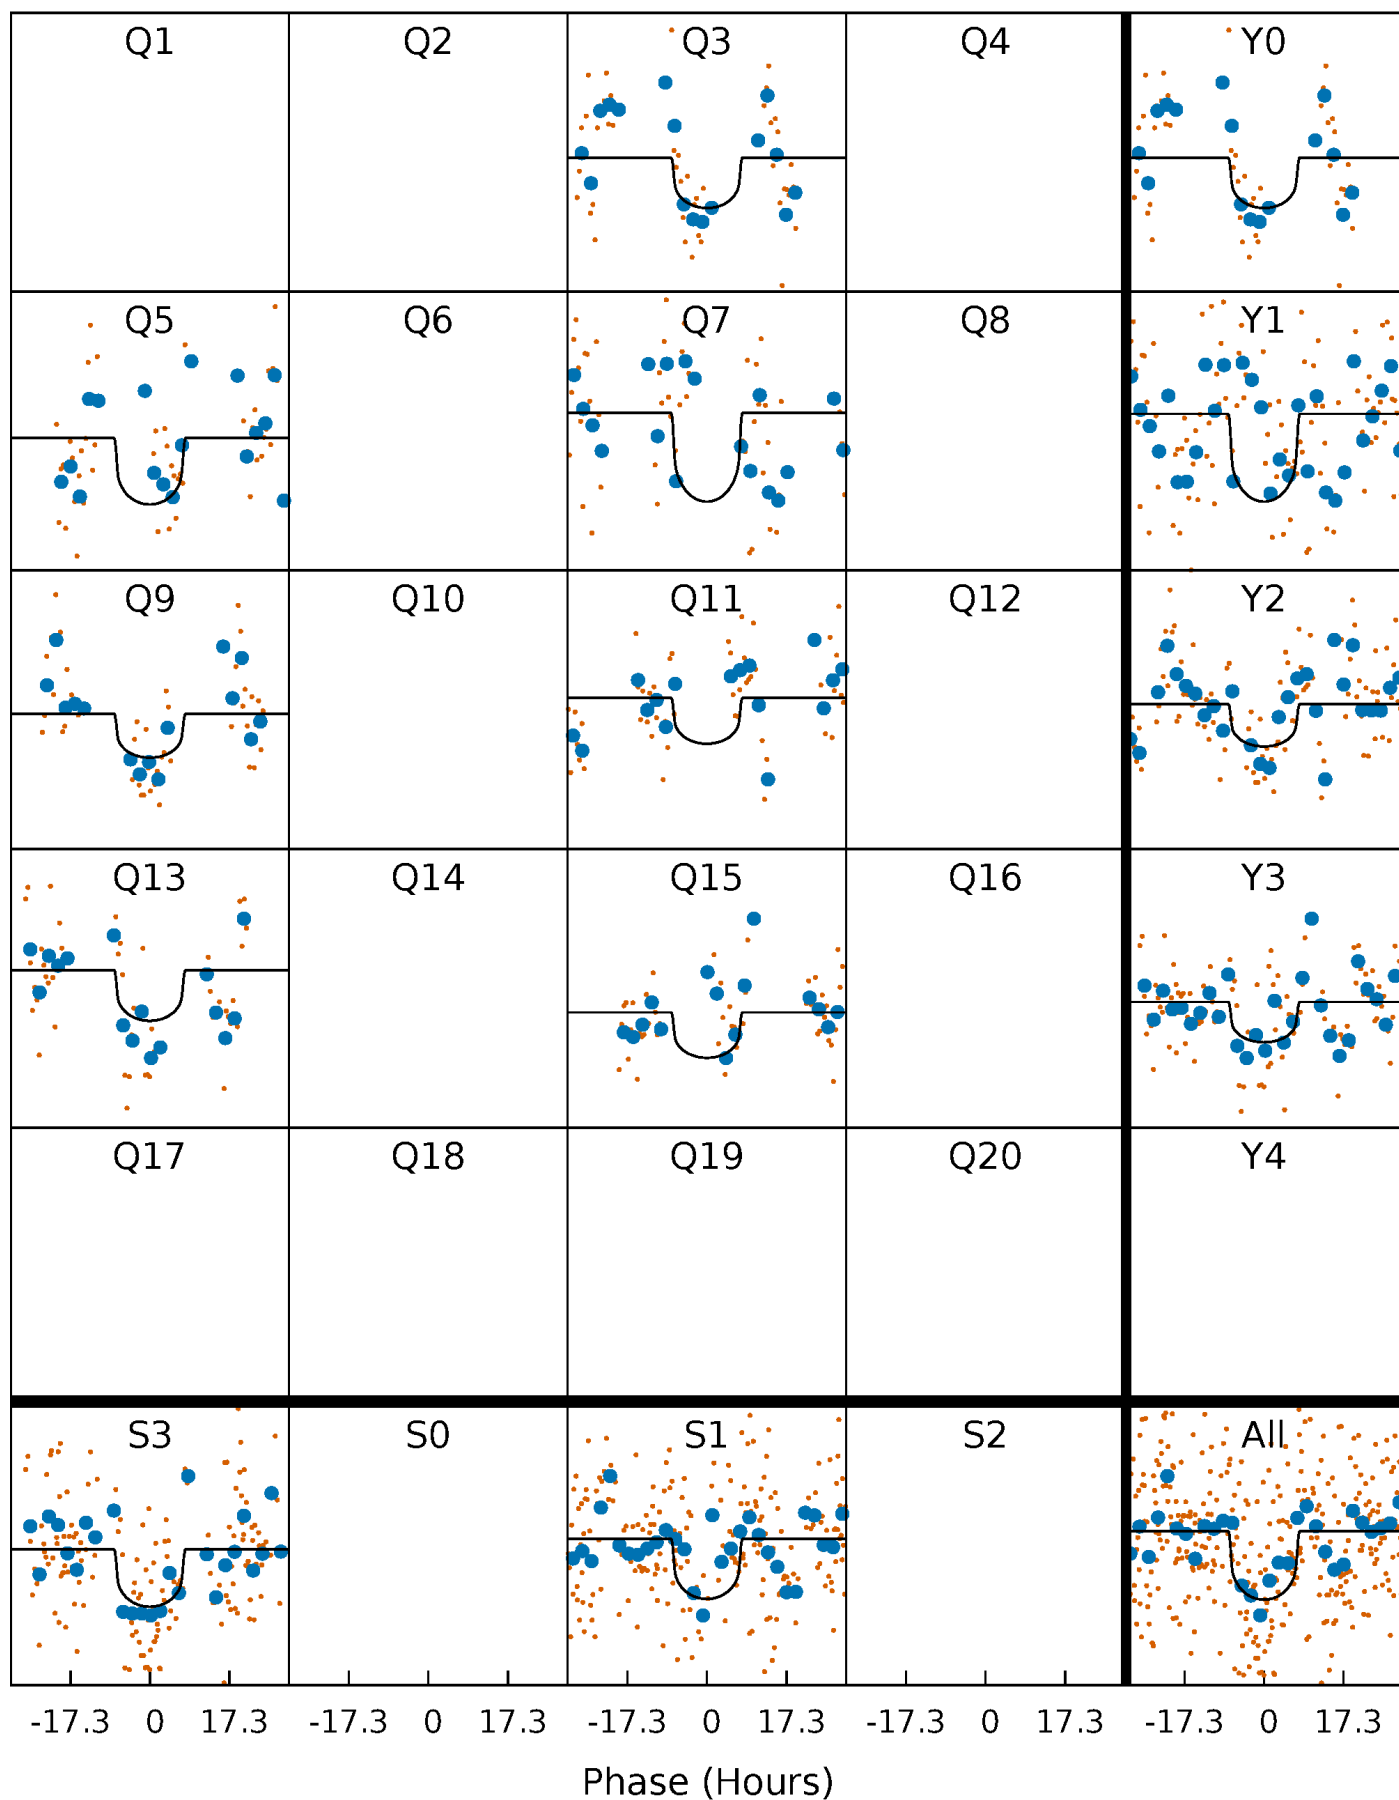 Q1 Q2 Q3 Q4 Y0
Q5 Q6 Q7 Q8 Y1
Q9 Q10 Q11 Q12 Y2
Q13 Q14 Q15 Q16 Y3
Q17 Q18 Q19 Q20 Y4
S3 S0 S1 S2 All
-17.3 0 17.3 -17.3 0 17.3 -17.3 0 17.3 -17.3 0 17.3 -17.3 0 17.3
Phase (Hours)